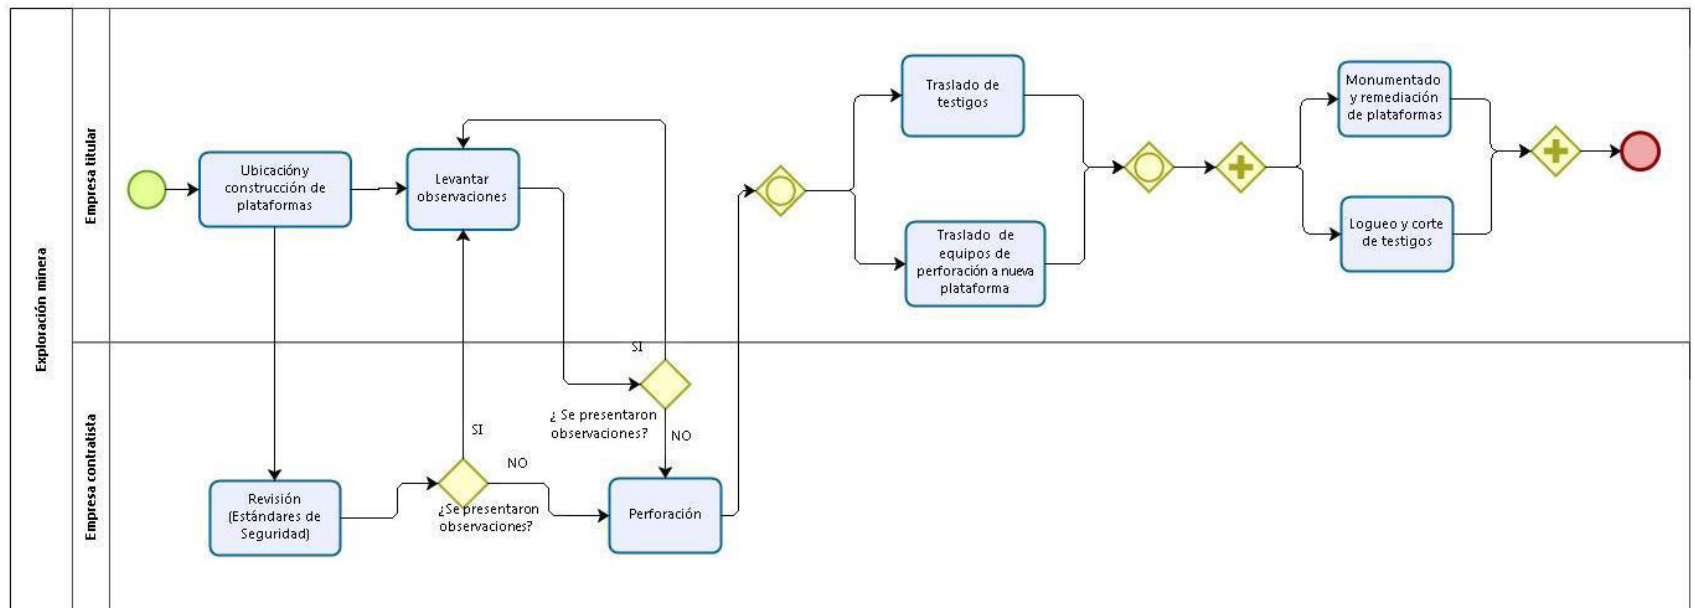 Exploración minera
Empresa titular
Ubicacióny
construcción de
plataformas
Levantar
observaciones
Traslado de
testigos
Traslado de
equipos de
perforación a nueva
plataforma
Monumentado
y remediación
de plataformas
Logueo y corte
de testigos
Empresa contratista
SI
¿ Se presentaron
observaciones?
NO
SI
NO
¿Se presentaron
observaciones?
Revisión
(Estándares de
Seguridad)
Perforación